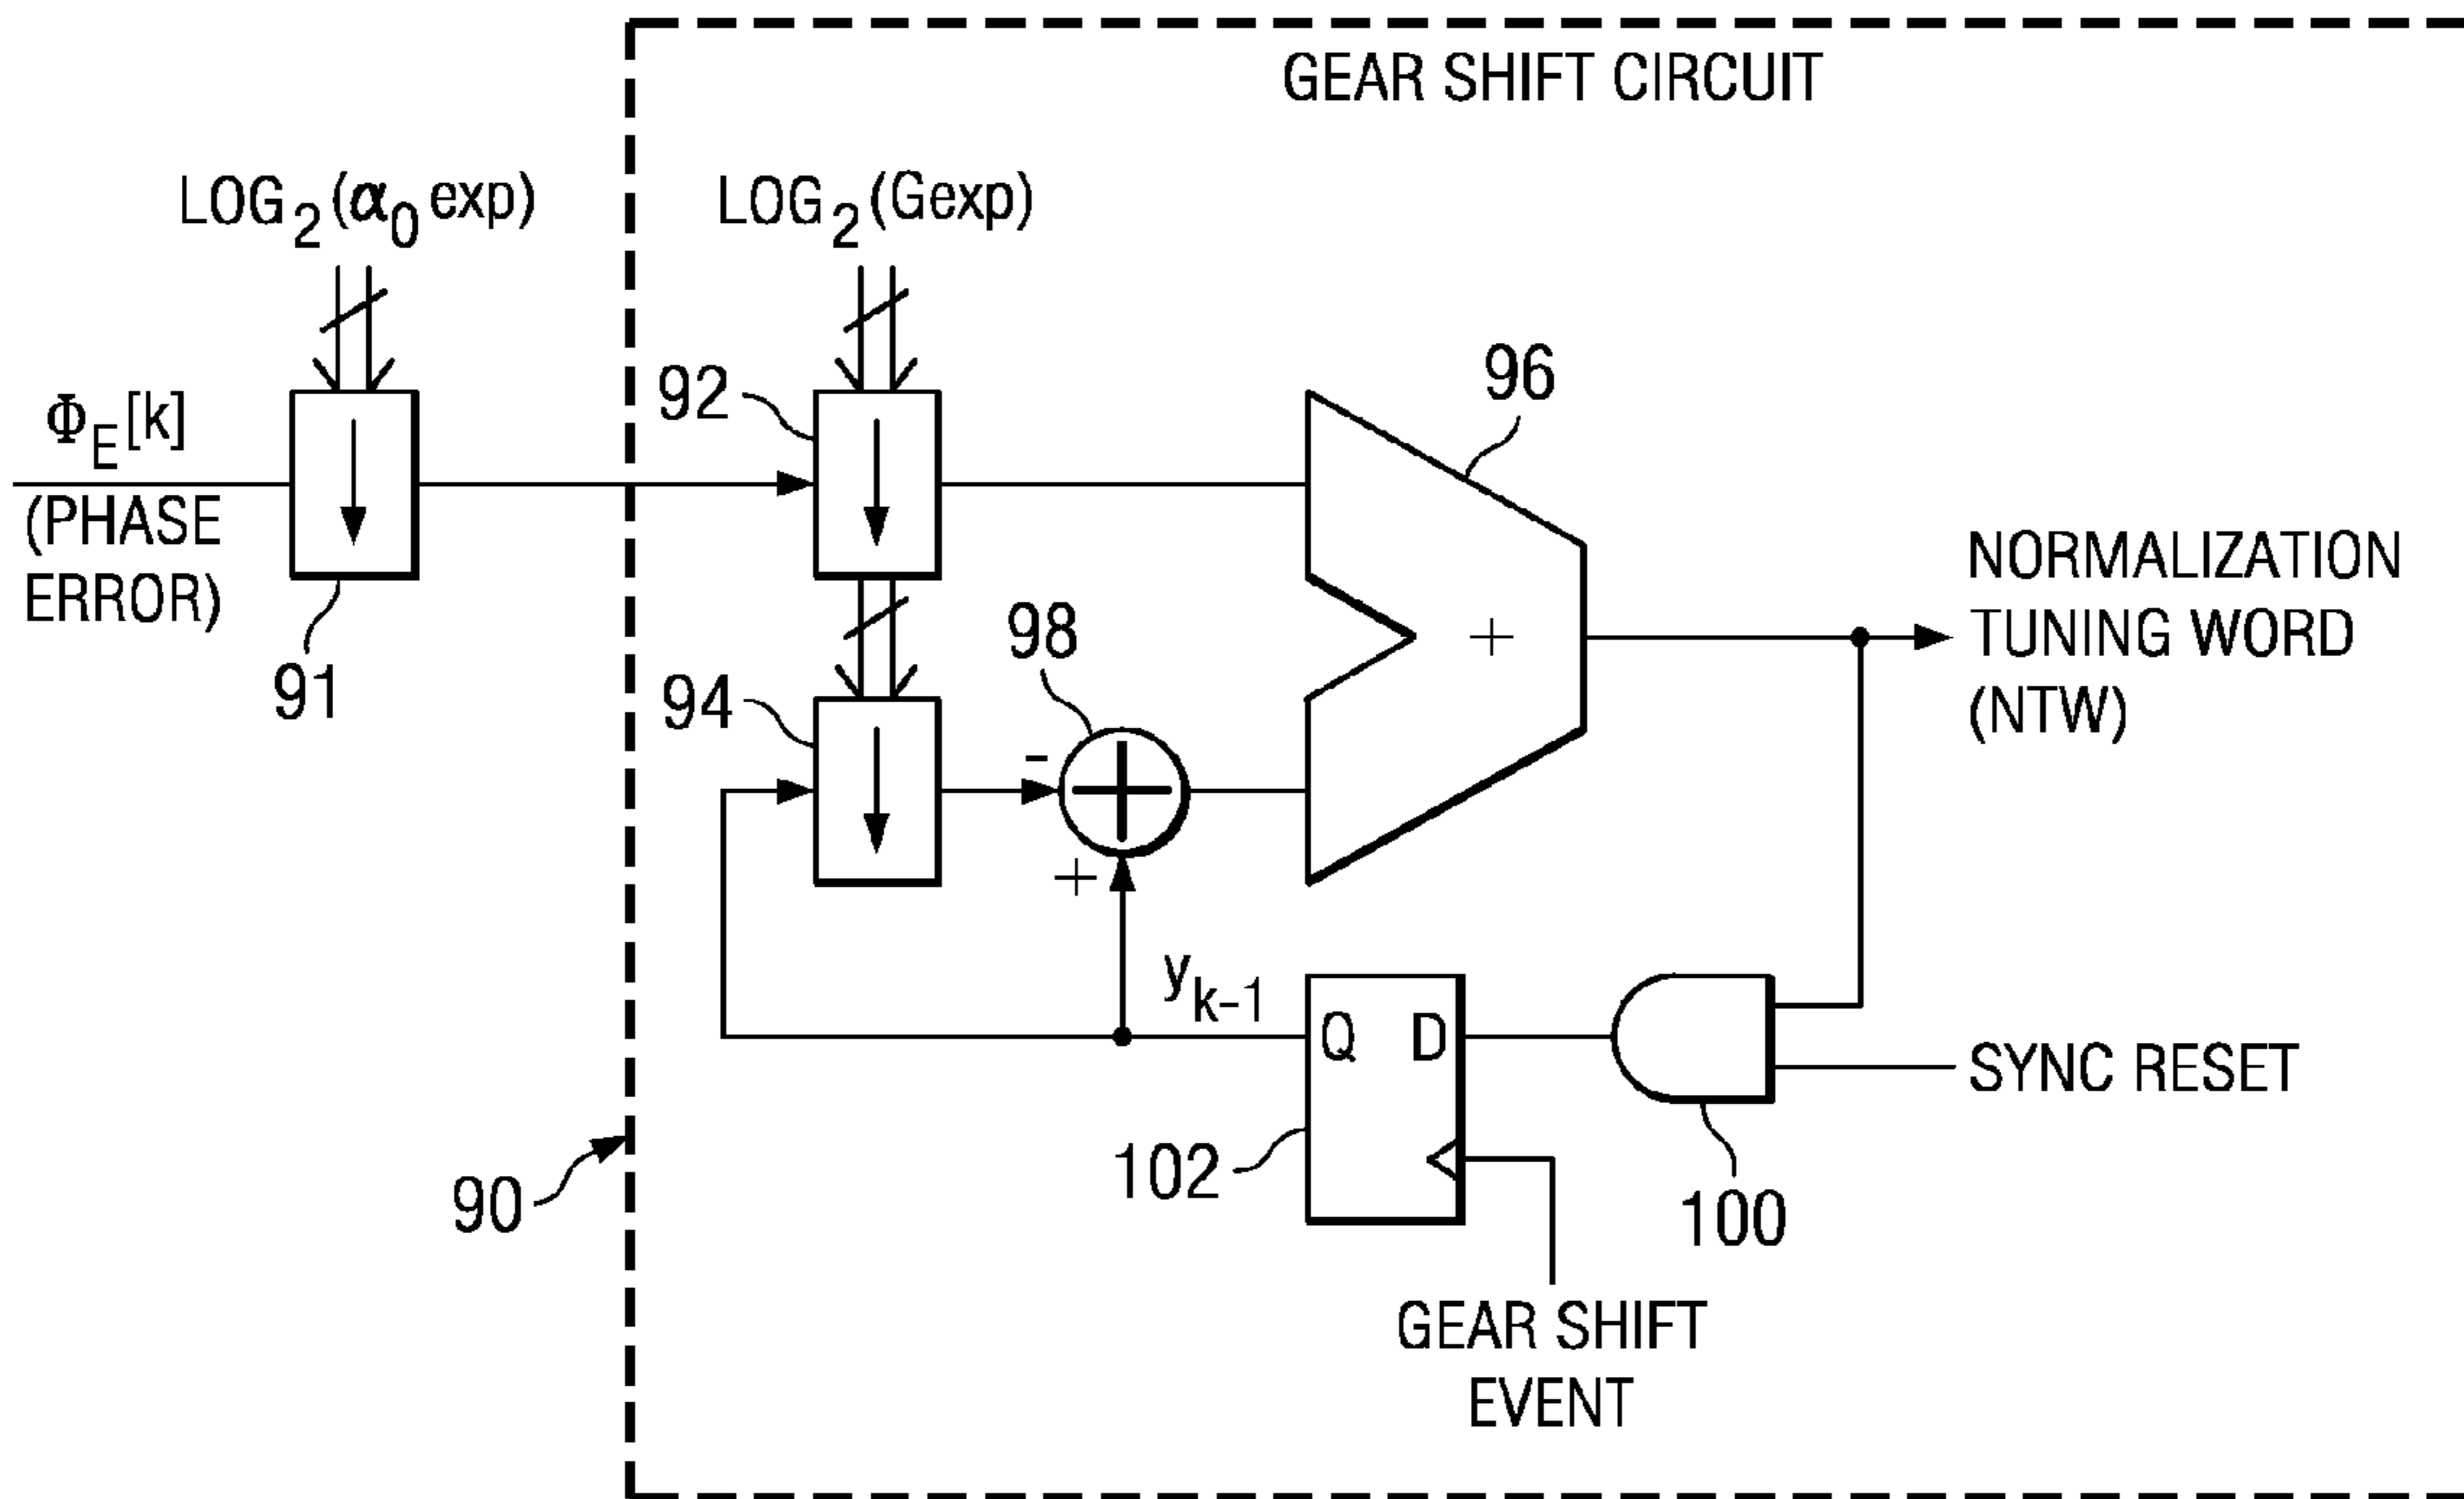 GEAR SHIFT CIRCUIT
LOG2(α0 exp)
LOG2(Gexp)
ΦE[k]
(PHASE
ERROR)
91
92
94
96
98
+
-
+
NORMALIZATION
TUNING WORD
(NTW)
yk-1
Q D
SYNC RESET
102
100
90
GEAR SHIFT
EVENT